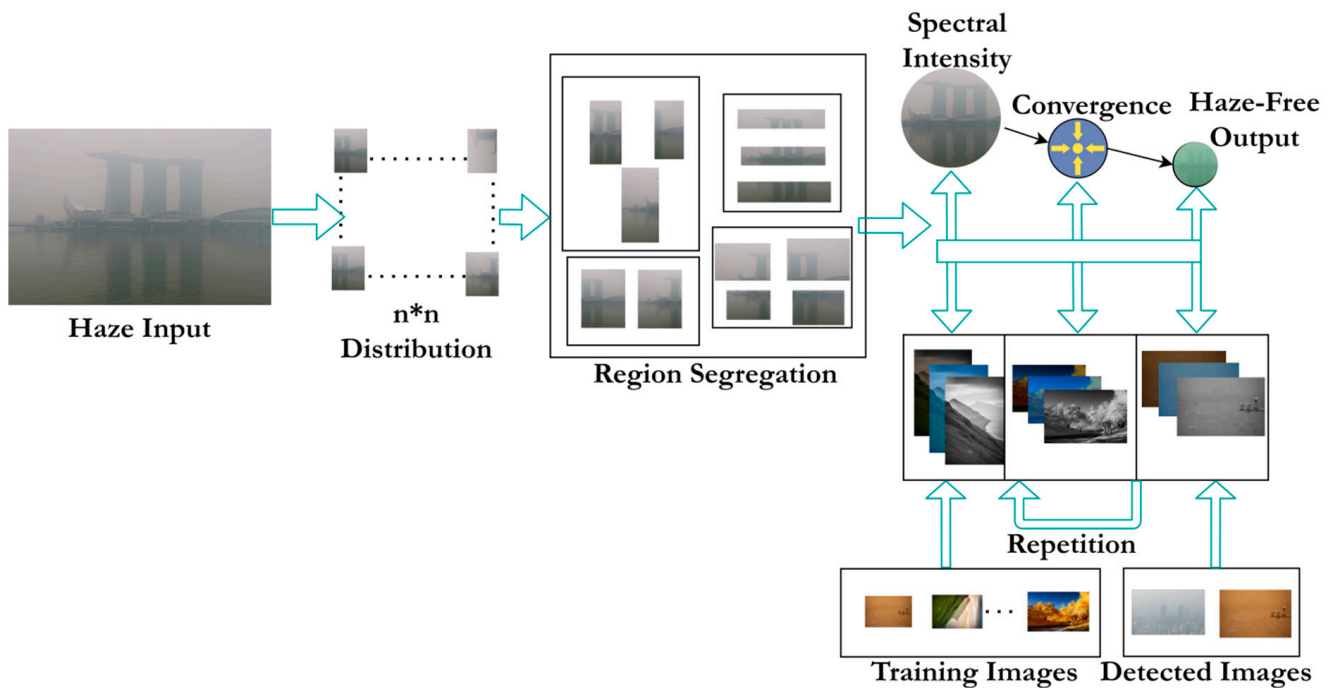 Spectral
Intensity
Convergence
Haze-Free
Output
Haze Input
n*n
Distribution
Region Segregation
Repetition
Training Images
Detected Images